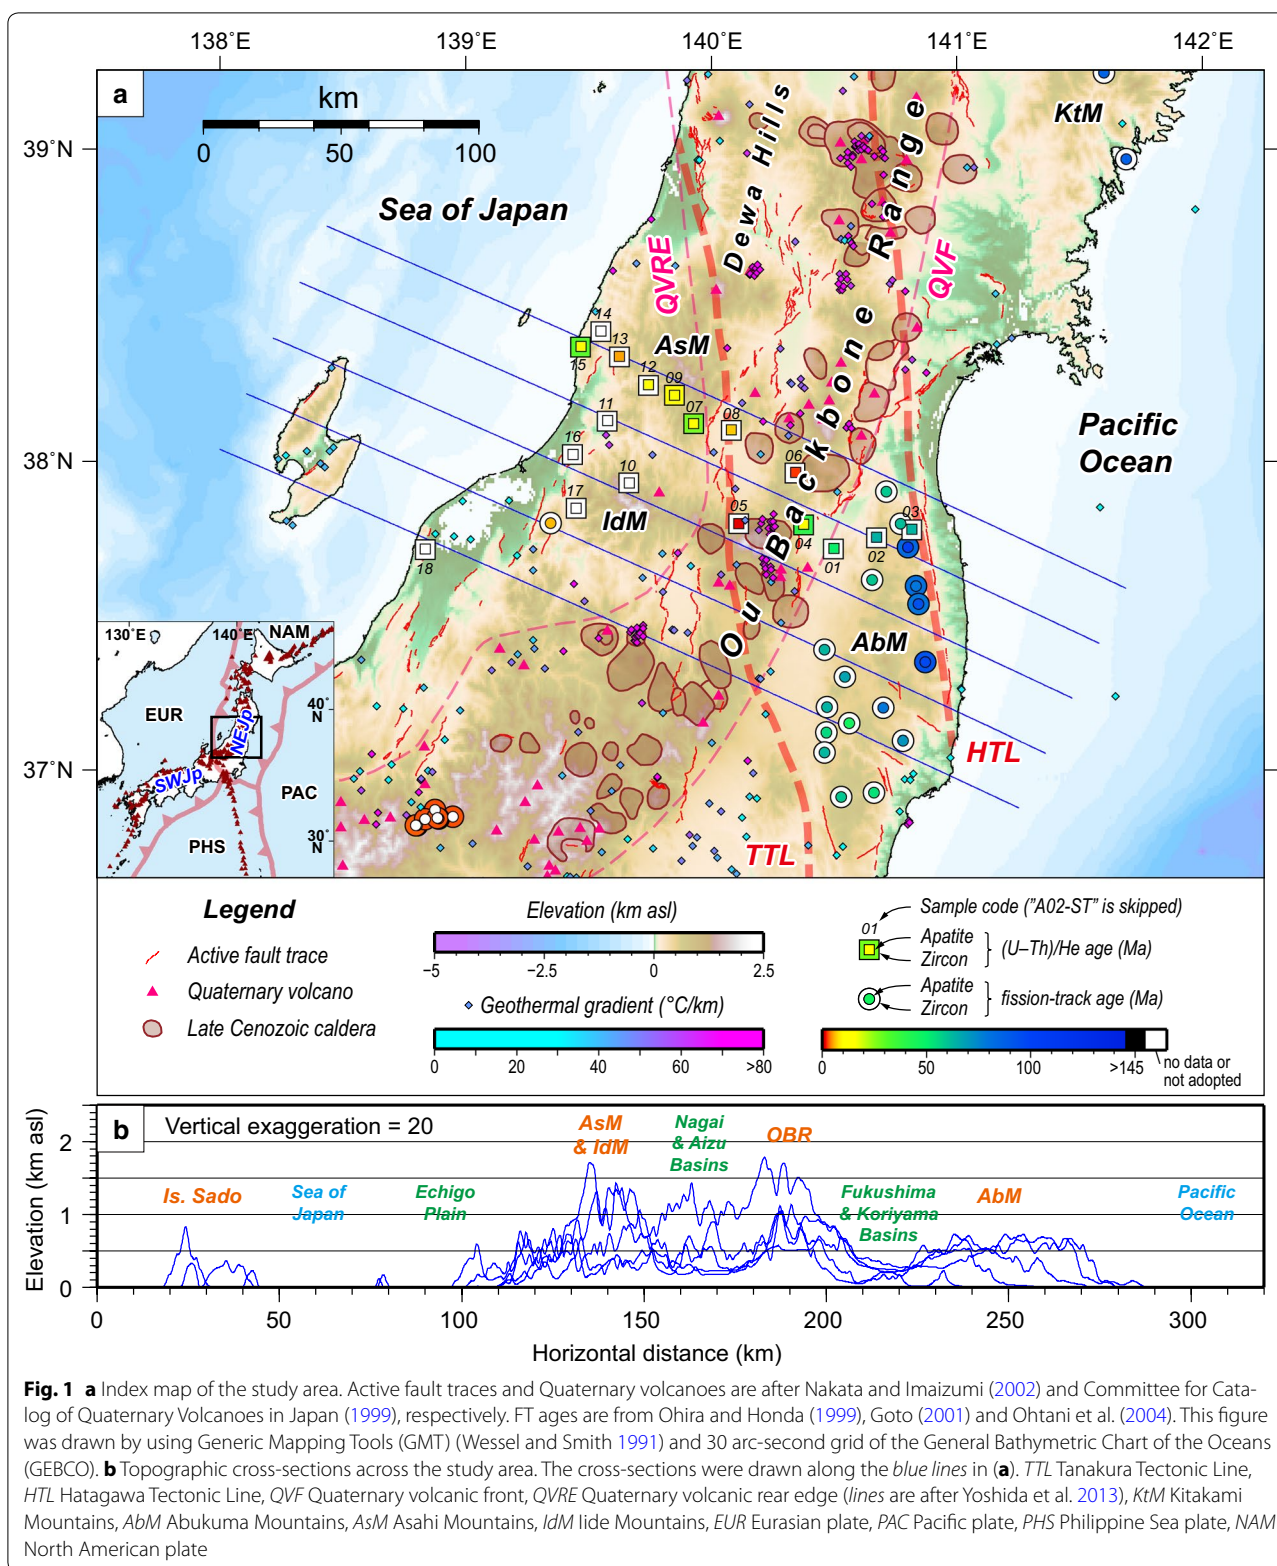 138°E 139°E 140°E 141°E 142°E
a
km
0 50 100
39°N
38°N
37°N
KtM
Dewa Hills
Sea of Japan
QVRE
Ou Backbone Range
QVF
AsM
Pacific
Ocean
IdM
AbM
HTL
TTL
14
13
15
12
09
11
07
08
16
10
06
17
05
04
03
18
01
02
130°E 140°E
NAM
EUR
40°
N
NEJp
SWJp
PAC
PHS
30°
N
Legend
Active fault trace
Quaternary volcano
Late Cenozoic caldera
Elevation (km asl)
−5 −2.5 0 2.5
Geothermal gradient (°C/km)
0 20 40 60 >80
Sample code ("A02-ST" is skipped)
01
Apatite
Zircon
(U–Th)/He age (Ma)
Apatite
Zircon
fission-track age (Ma)
0 50 100 >145
no data or
not adopted
b
Vertical exaggeration = 20
Elevation (km asl)
2
1
0
Is. Sado
Sea of
Japan
Echigo
Plain
AsM
& IdM
Nagai
& Aizu
Basins
OBR
Fukushima
& Koriyama
Basins
AbM
Pacific
Ocean
0 50 100 150 200 250 300
Horizontal distance (km)
Fig. 1 a Index map of the study area. Active fault traces and Quaternary volcanoes are after Nakata and Imaizumi (2002) and Committee for Cata-
log of Quaternary Volcanoes in Japan (1999), respectively. FT ages are from Ohira and Honda (1999), Goto (2001) and Ohtani et al. (2004). This figure
was drawn by using Generic Mapping Tools (GMT) (Wessel and Smith 1991) and 30 arc-second grid of the General Bathymetric Chart of the Oceans
(GEBCO). b Topographic cross-sections across the study area. The cross-sections were drawn along the blue lines in (a). TTL Tanakura Tectonic Line,
HTL Hatagawa Tectonic Line, QVF Quaternary volcanic front, QVRE Quaternary volcanic rear edge (lines are after Yoshida et al. 2013), KtM Kitakami
Mountains, AbM Abukuma Mountains, AsM Asahi Mountains, IdM Iide Mountains, EUR Eurasian plate, PAC Pacific plate, PHS Philippine Sea plate, NAM
North American plate